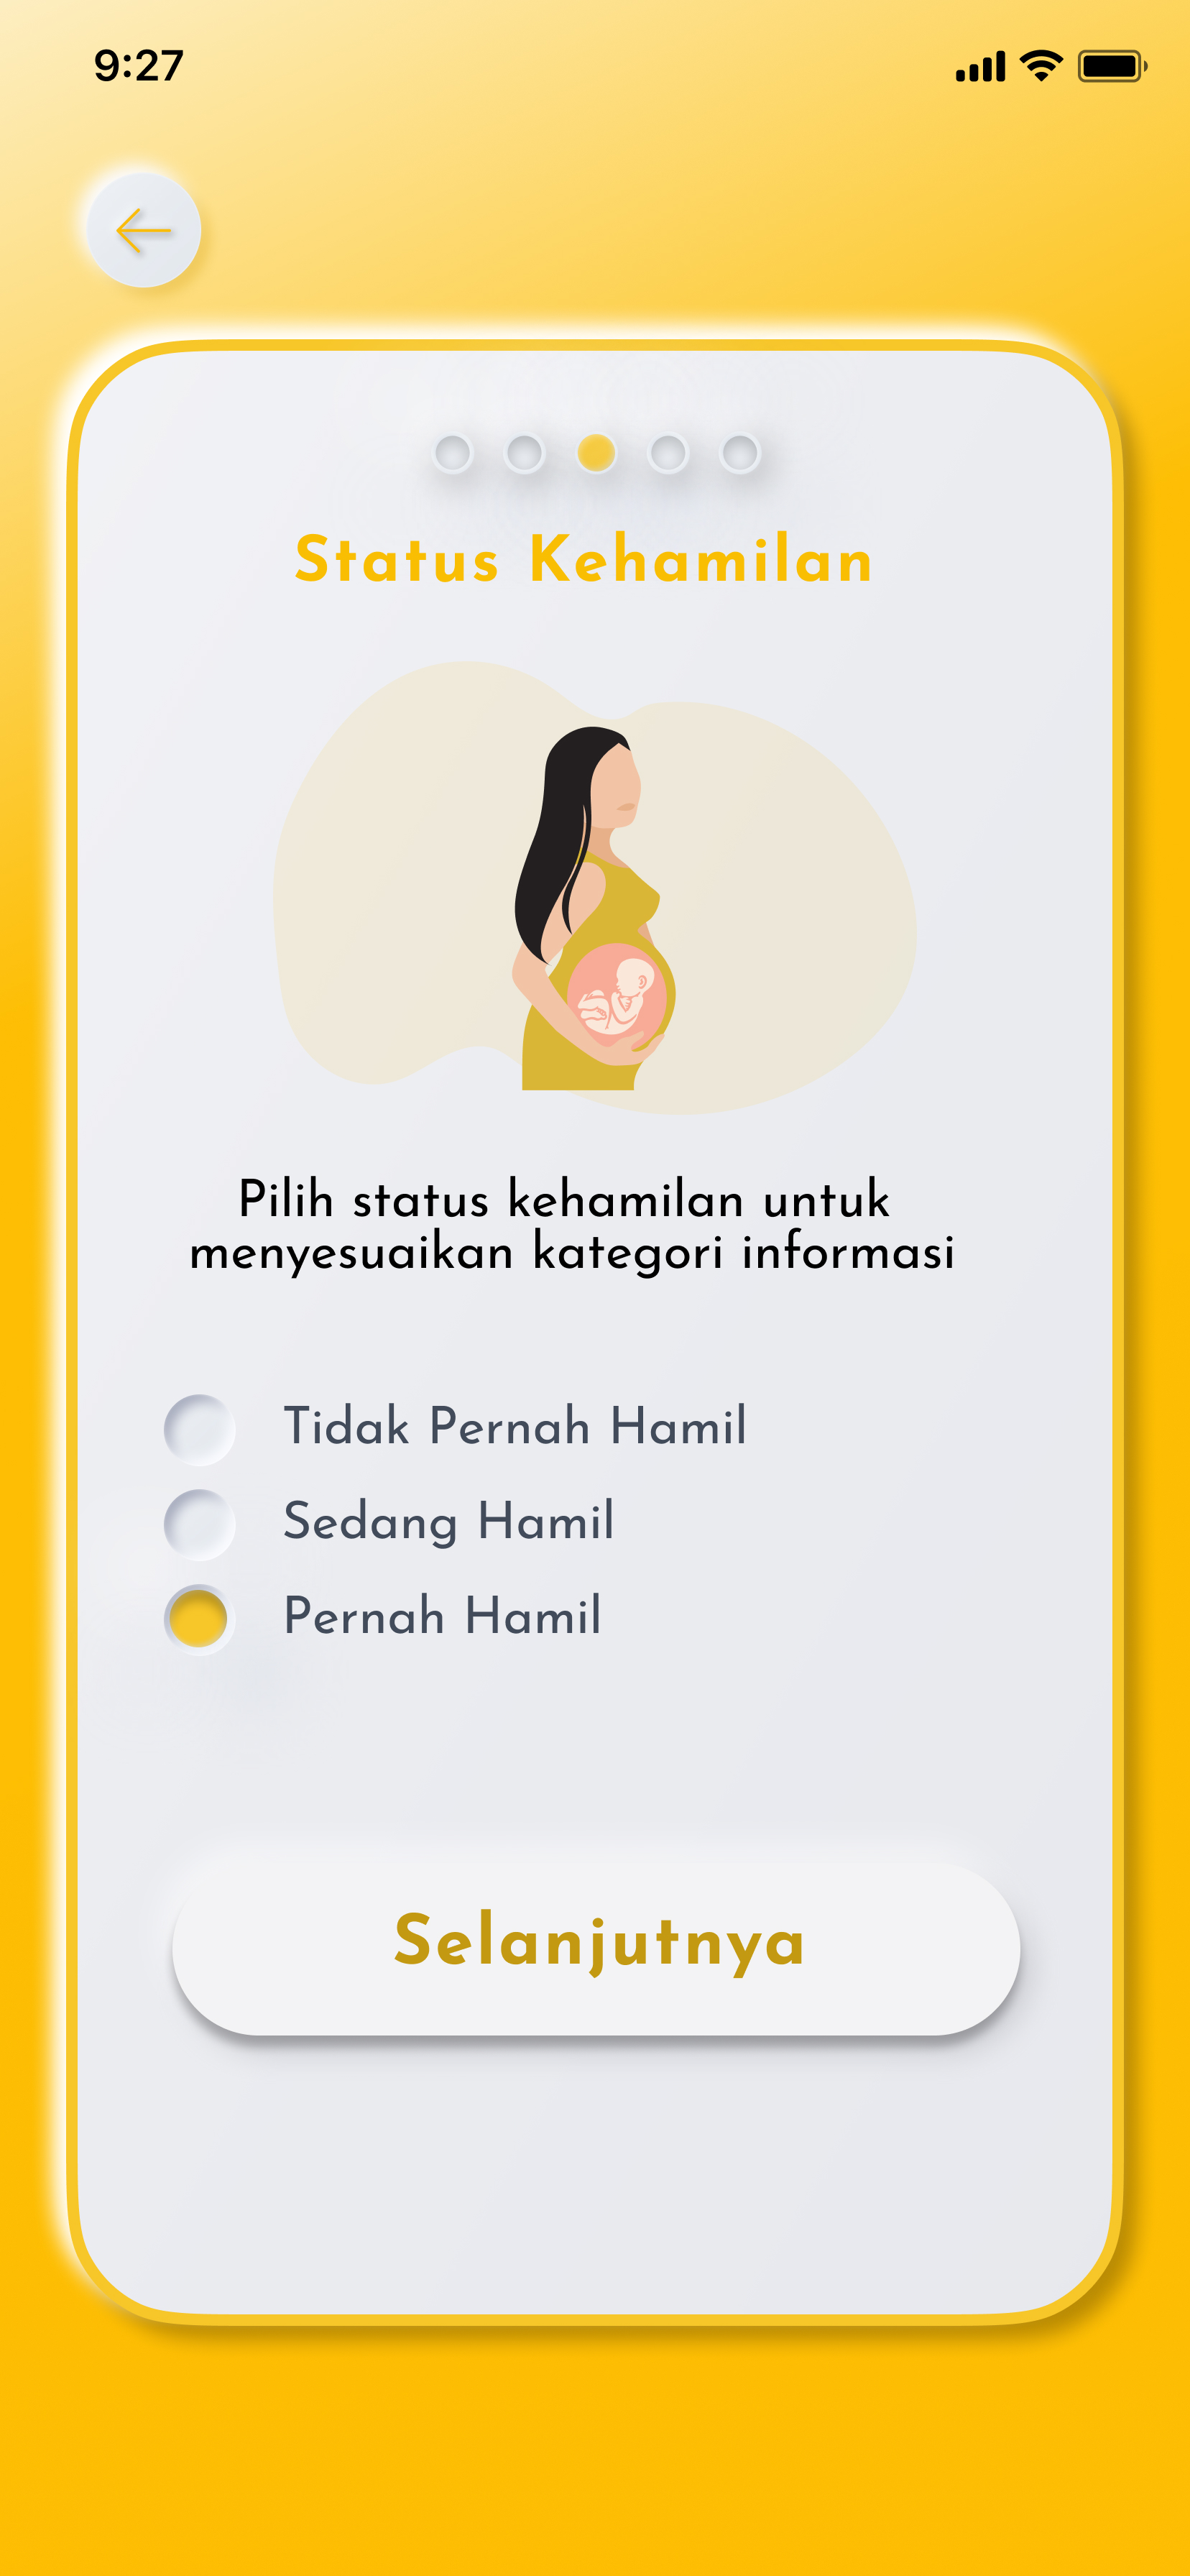 9:27
Status Kehamilan
Pilih status kehamilan untuk
menyesuaikan kategori informasi
Tidak Pernah Hamil
Sedang Hamil
Pernah Hamil
Selanjutnya